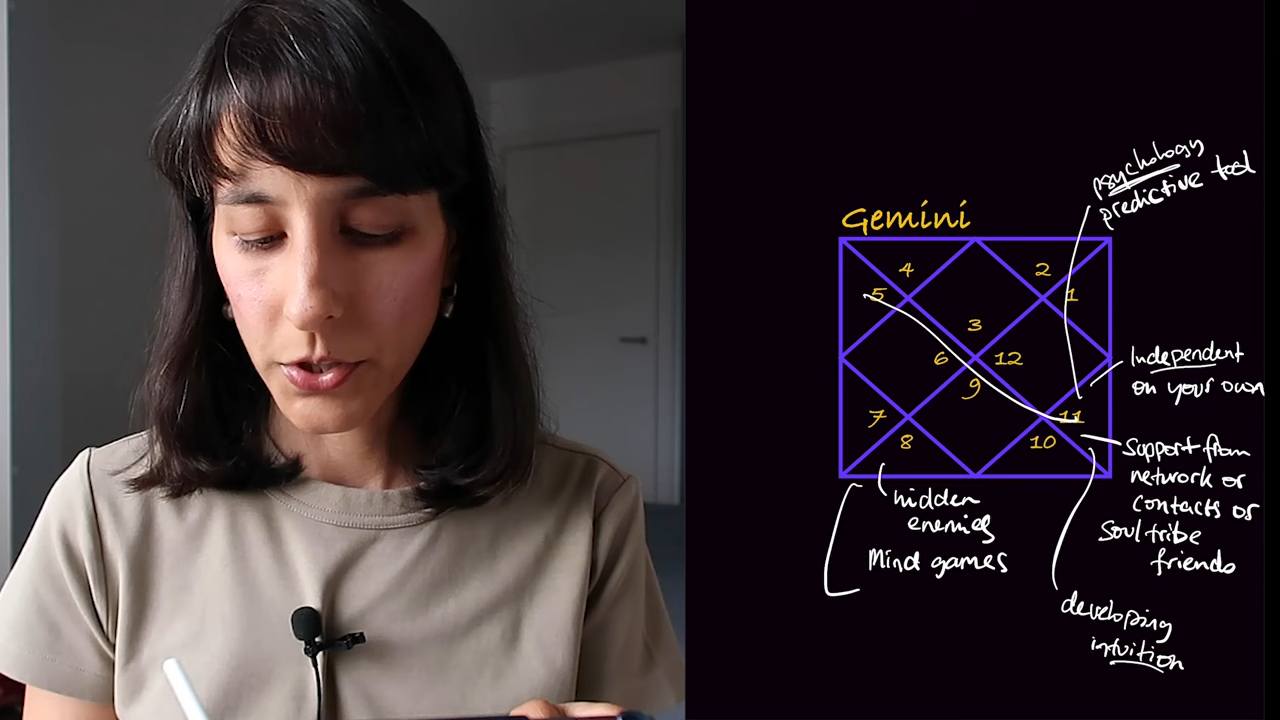 psychology
predictive tool
Gemini
4
2
5
1
3
6
12
9
Independent
on your own
7
11
8
10
Support from
network or
contacts or
Soul tribe
friends
hidden
enemies
Mind games
developing
intuition